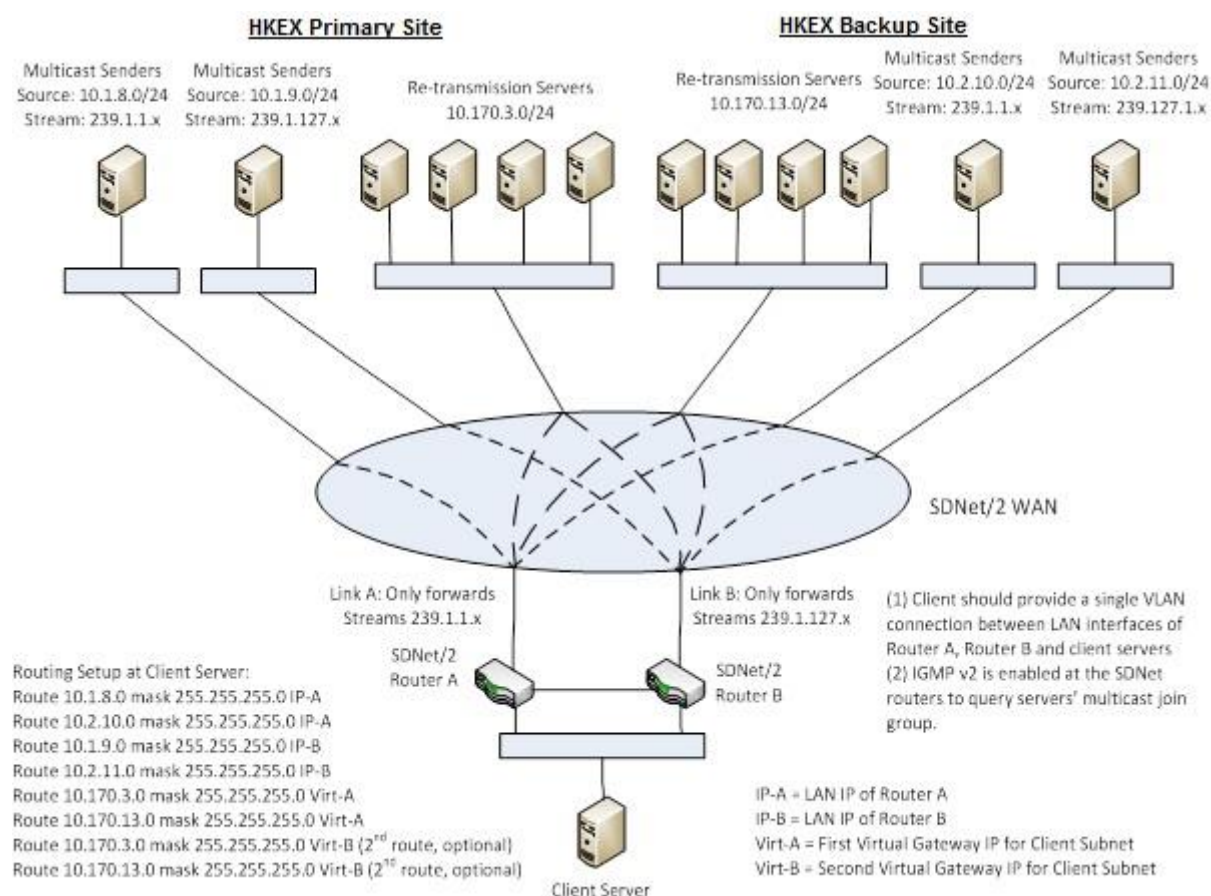 HKEX Primary Site
HKEX Backup Site
Multicast Senders
Source: 10.1.8.0/24
Stream: 239.1.1.x
Multicast Senders
Source: 10.1.9.0/24
Stream: 239.1.127.x
Re-transmission Servers
10.170.3.0/24
Re-transmission Servers
10.170.13.0/24
Multicast Senders
Source: 10.2.10.0/24
Stream: 239.1.1.x
Multicast Senders
Source: 10.2.11.0/24
Stream: 239.127.1.x
SDNet/2 WAN
Link A: Only forwards
Streams 239.1.1.x
Link B: Only forwards
Streams 239.1.127.x
SDNet/2
Router A
SDNet/2
Router B
(1) Client should provide a single VLAN
connection between LAN interfaces of
Router A, Router B and client servers
(2) IGMP v2 is enabled at the SDNet
routers to query servers' multicast join
group.
Routing Setup at Client Server:
Route 10.1.8.0 mask 255.255.255.0 IP-A
Route 10.2.10.0 mask 255.255.255.0 IP-A
Route 10.1.9.0 mask 255.255.255.0 IP-B
Route 10.2.11.0 mask 255.255.255.0 IP-B
Route 10.170.3.0 mask 255.255.255.0 Virt-A
Route 10.170.13.0 mask 255.255.255.0 Virt-A
Route 10.170.3.0 mask 255.255.255.0 Virt-B (2nd route, optional)
Route 10.170.13.0 mask 255.255.255.0 Virt-B (2nd route, optional)
IP-A = LAN IP of Router A
IP-B = LAN IP of Router B
Virt-A = First Virtual Gateway IP for Client Subnet
Virt-B = Second Virtual Gateway IP for Client Subnet
Client Server